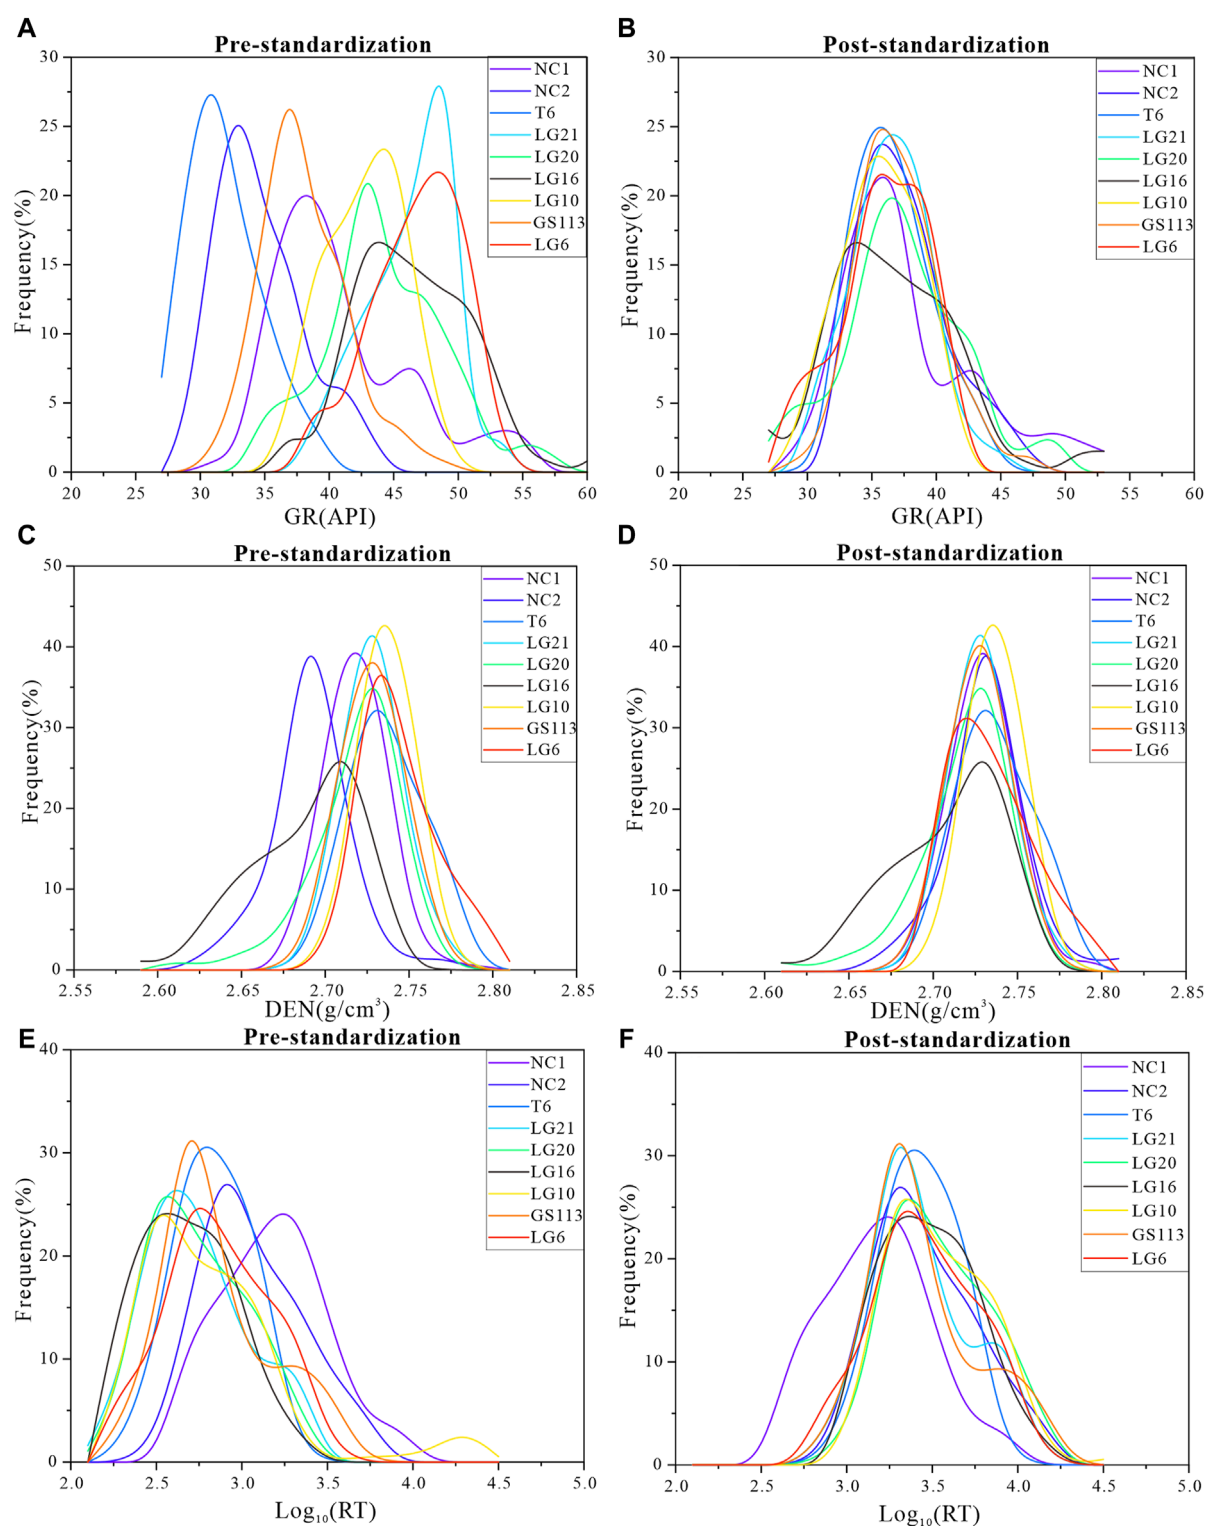 A
Pre-standardization
30
25
20
15
10
5
0
Frequency(%)
NC1
NC2
T6
LG21
LG20
LG16
LG10
GS113
LG6
20 25 30 35 40 45 50 55 60
GR(API)
B
Post-standardization
30
25
20
15
10
5
0
Frequency(%)
NC1
NC2
T6
LG21
LG20
LG16
LG10
GS113
LG6
20 25 30 35 40 45 50 55 60
GR(API)
C
Pre-standardization
50
40
30
20
10
0
Frequency(%)
NC1
NC2
T6
LG21
LG20
LG16
LG10
GS113
LG6
2.55 2.60 2.65 2.70 2.75 2.80 2.85
DEN(g/cm³)
D
Post-standardization
50
40
30
20
10
0
Frequency(%)
NC1
NC2
T6
LG21
LG20
LG16
LG10
GS113
LG6
2.55 2.60 2.65 2.70 2.75 2.80 2.85
DEN(g/cm³)
E
Pre-standardization
40
30
20
10
0
Frequency(%)
NC1
NC2
T6
LG21
LG20
LG16
LG10
GS113
LG6
2.0 2.5 3.0 3.5 4.0 4.5 5.0
Log₁₀(RT)
F
Post-standardization
40
30
20
10
0
Frequency(%)
NC1
NC2
T6
LG21
LG20
LG16
LG10
GS113
LG6
2.0 2.5 3.0 3.5 4.0 4.5 5.0
Log₁₀(RT)